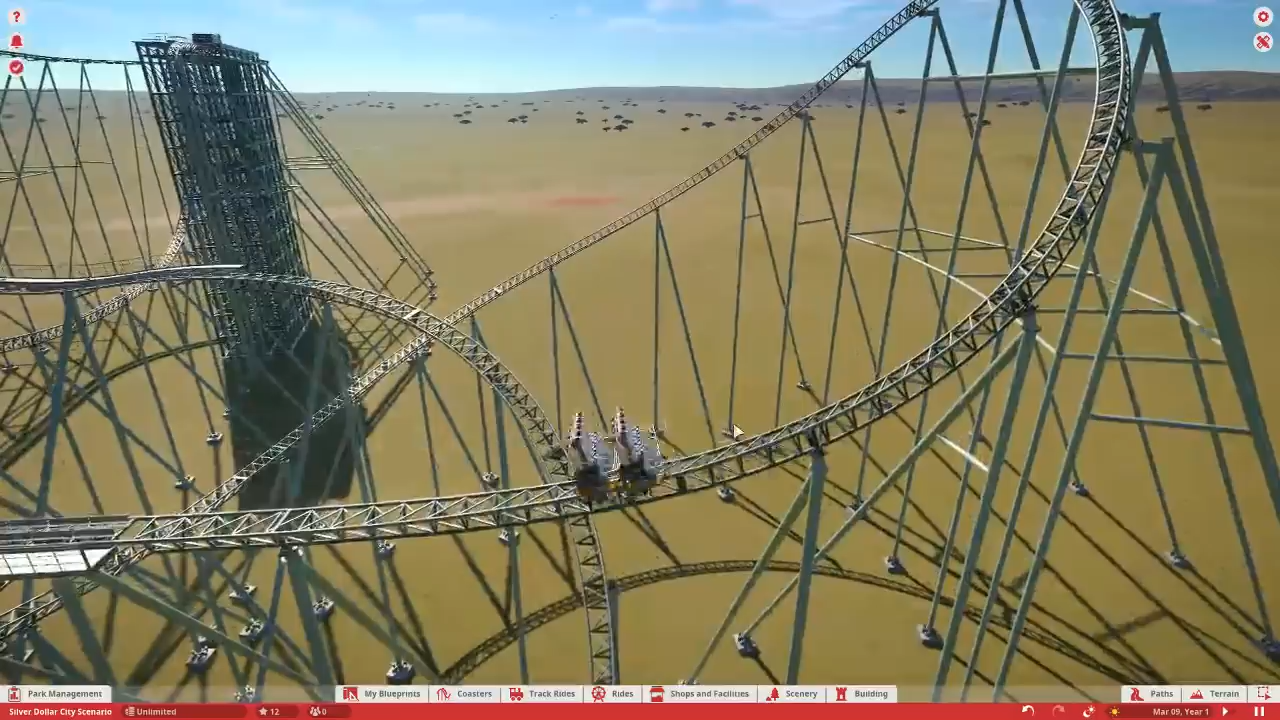 Park Management
My Blueprints
Coasters
Track Rides
Rides
Shops and Facilities
Scenery
Building
Paths
Terrain
Silver Dollar City Scenario
Unlimited
12
0
Mar 09, Year 1